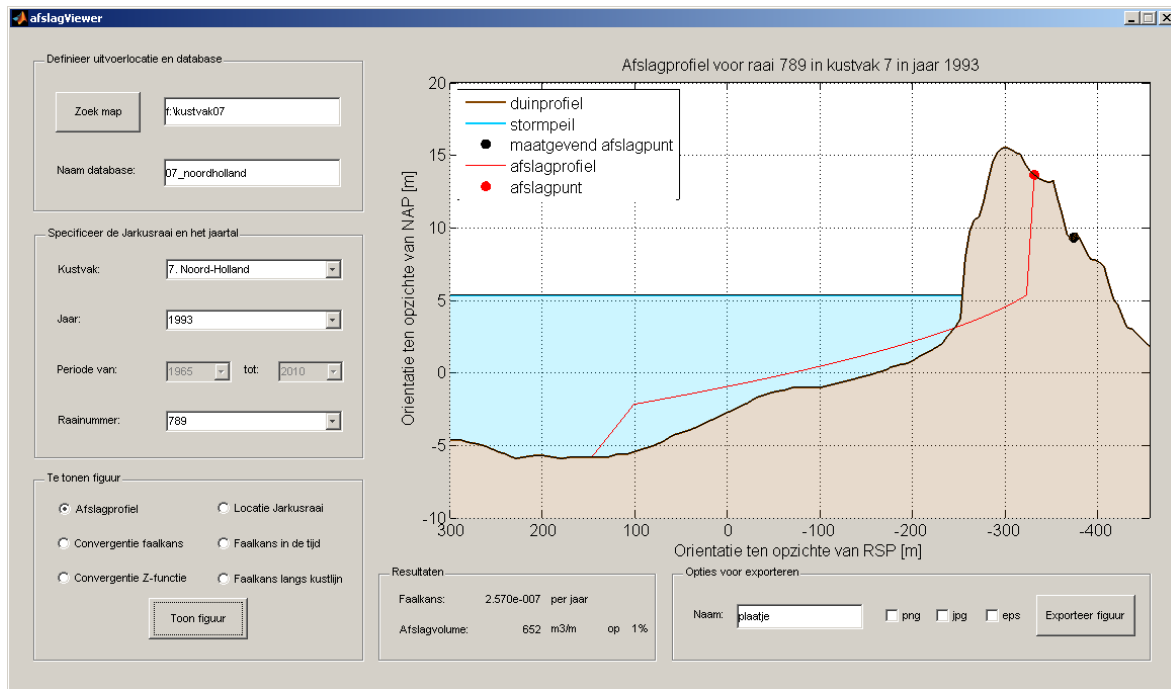 afslagViewer
Definieer uitvoerlocatie en database
Zoek map
f:\kustvak07
Naam database:
07_noordholland
Specificeer de Jarkusraai en het jaartal
Kustvak:
7. Noord-Holland
Jaar:
1993
Periode van:
1965
tot:
2010
Raainummer:
789
Te tonen figuur
Afslagprofiel
Locatie Jarkusraai
Convergentie faalkans
Faalkans in de tijd
Convergentie Z-functie
Faalkans langs kustlijn
Toon figuur
Afslagprofiel voor raai 789 in kustvak 7 in jaar 1993
duinprofiel
stormpeil
maatgevend afslagpunt
afslagprofiel
afslagpunt
Orientatie ten opzichte van NAP [m]
20
15
10
5
0
-5
-10
300 200 100 0 -100 -200 -300 -400
Orientatie ten opzichte van RSP [m]
Resultaten
Faalkans: 2.570e-007 per jaar
Afslagvolume: 652 m3/m op 1%
Opties voor exporteren
Naam:
plaatje
png
jpg
eps
Exporteer figuur